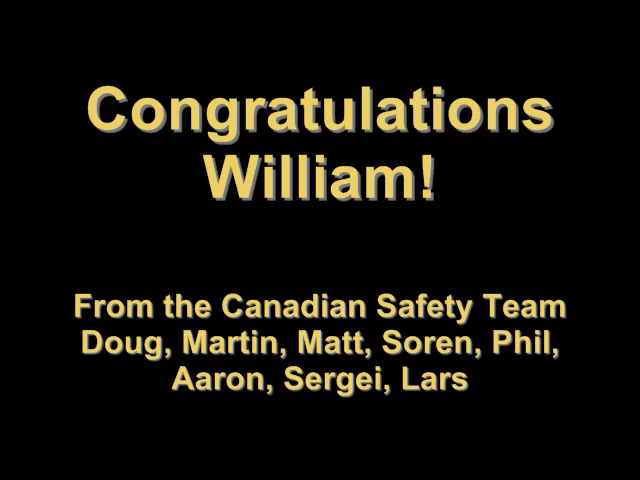 Congratulations
William!
From the Canadian Safety Team
Doug, Martin, Matt, Soren, Phil,
Aaron, Sergei, Lars